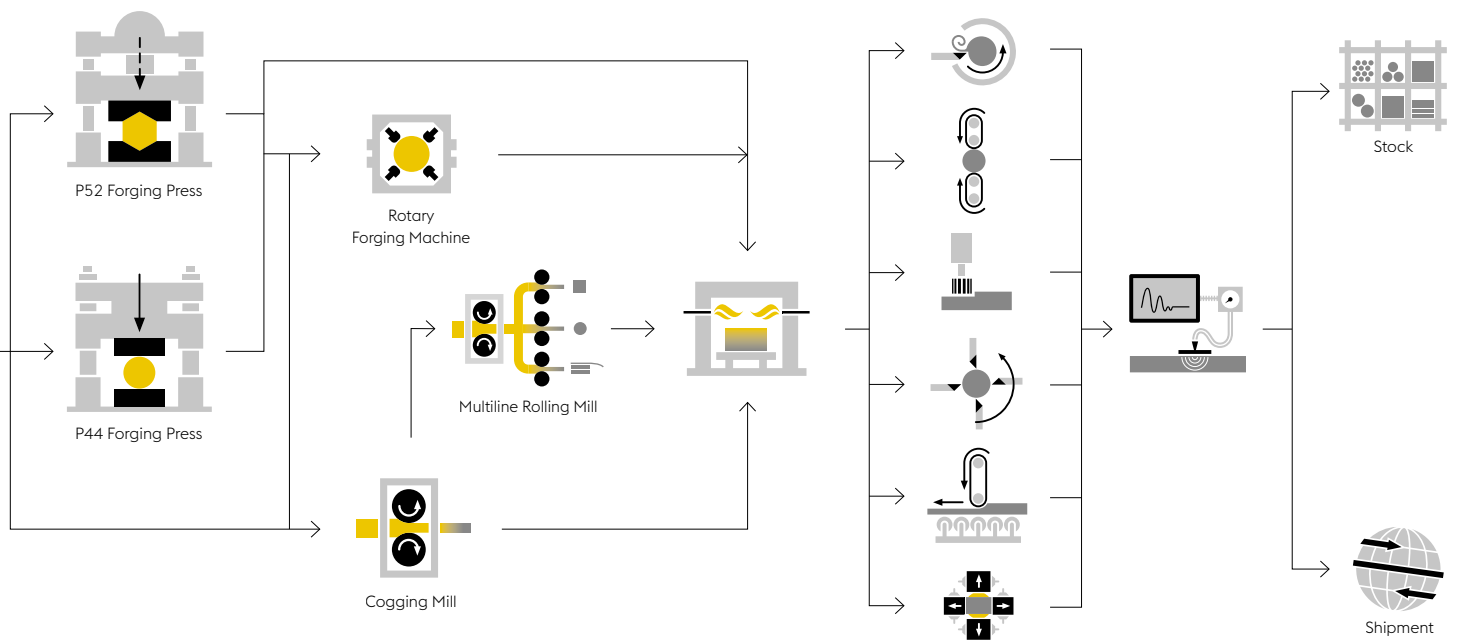 P52 Forging Press
Rotary
Forging Machine
P44 Forging Press
Multiline Rolling Mill
Cogging Mill
Stock
Shipment